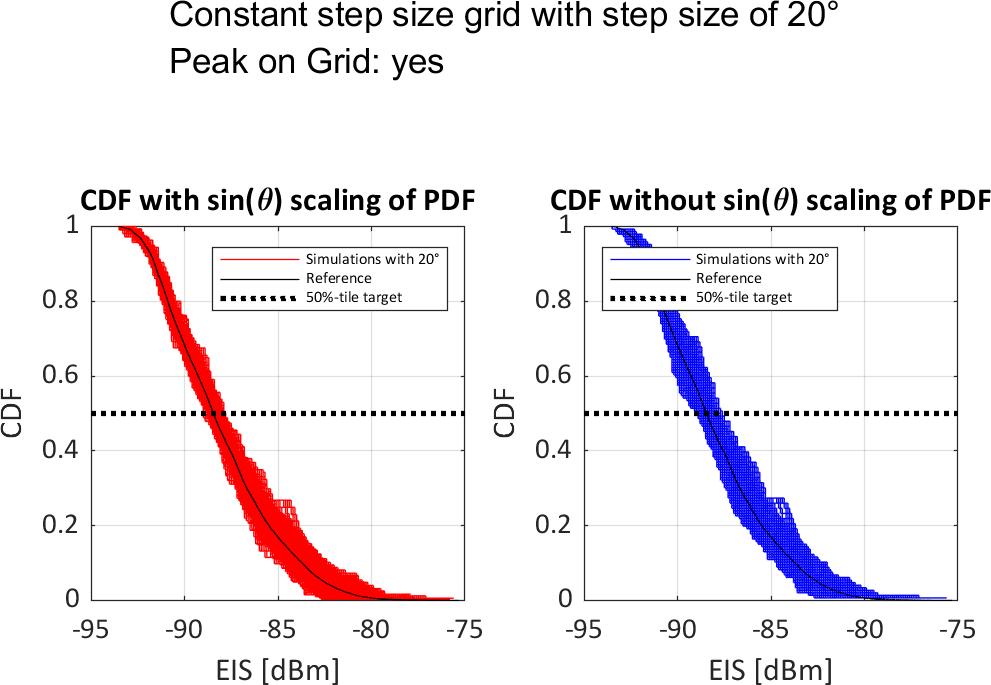 Constant step size grid with step size of 20°
Peak on Grid: yes
CDF with sin(θ) scaling of PDF
1
0.8
0.6
0.4
0.2
0
CDF
Simulations with 20°
Reference
50%-tile target
-95
-90
-85
-80
-75
EIS [dBm]
CDF without sin(θ) scaling of PDF
1
0.8
0.6
0.4
0.2
0
CDF
Simulations with 20°
Reference
50%-tile target
-95
-90
-85
-80
-75
EIS [dBm]